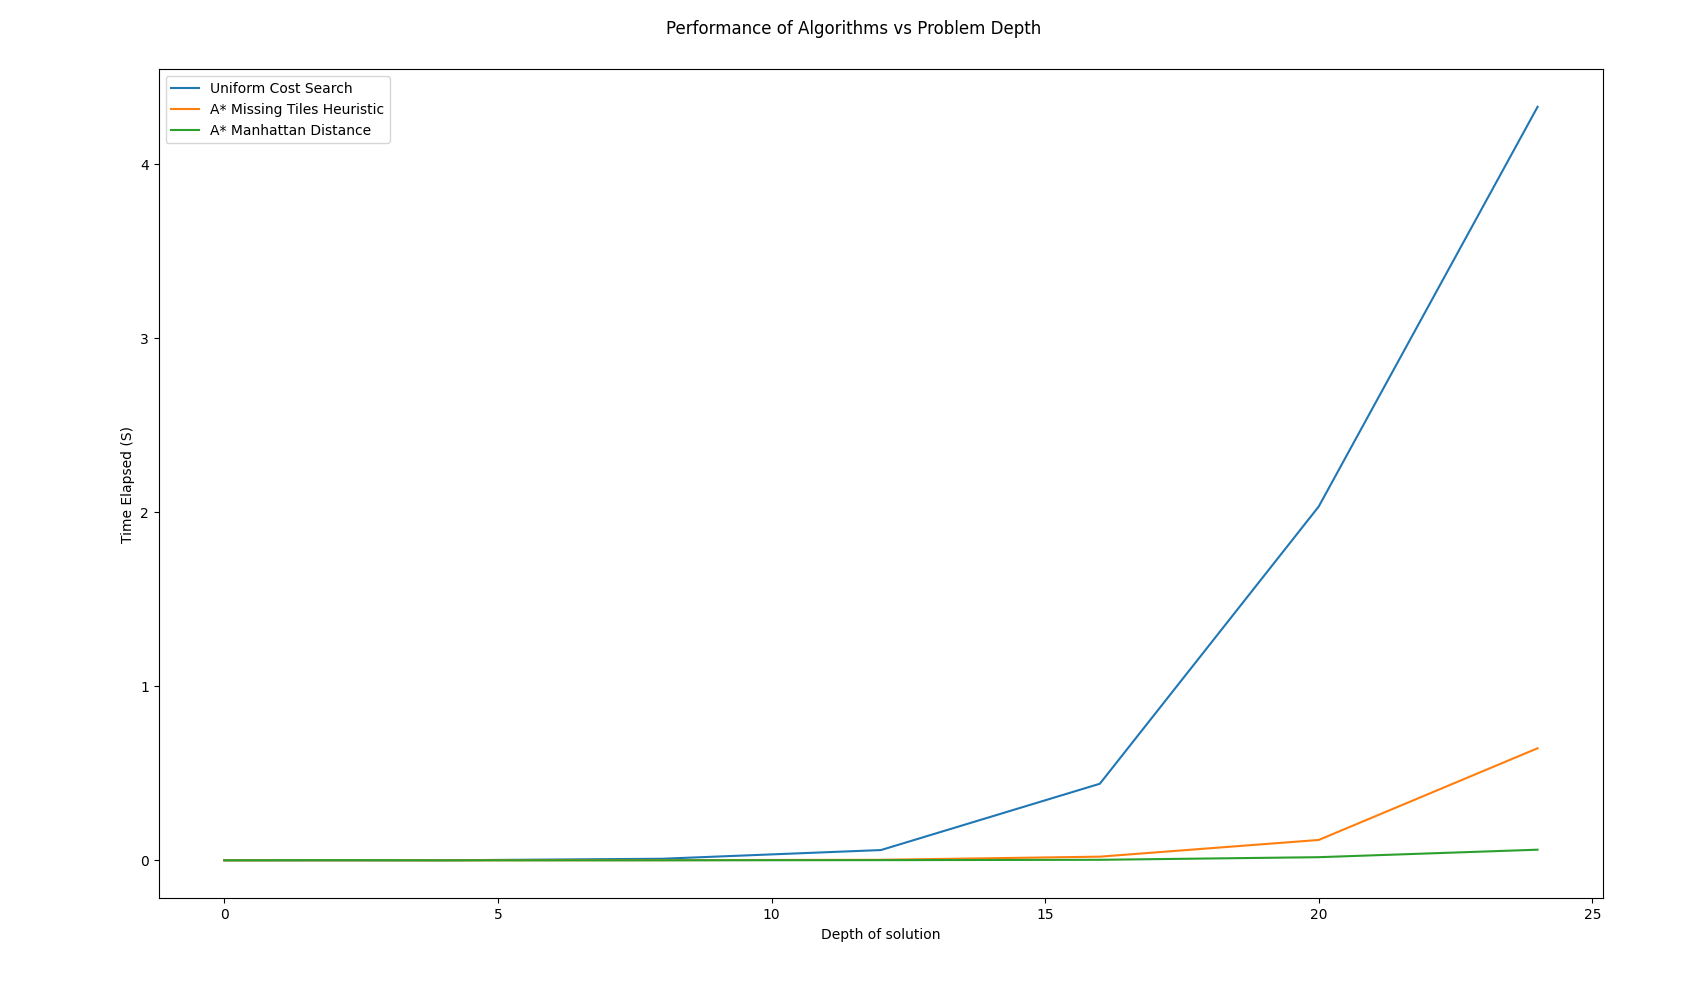 Performance of Algorithms vs Problem Depth
Uniform Cost Search
A* Missing Tiles Heuristic
A* Manhattan Distance
4
3
2
1
0
Time Elapsed (S)
0 5 10 15 20 25
Depth of solution